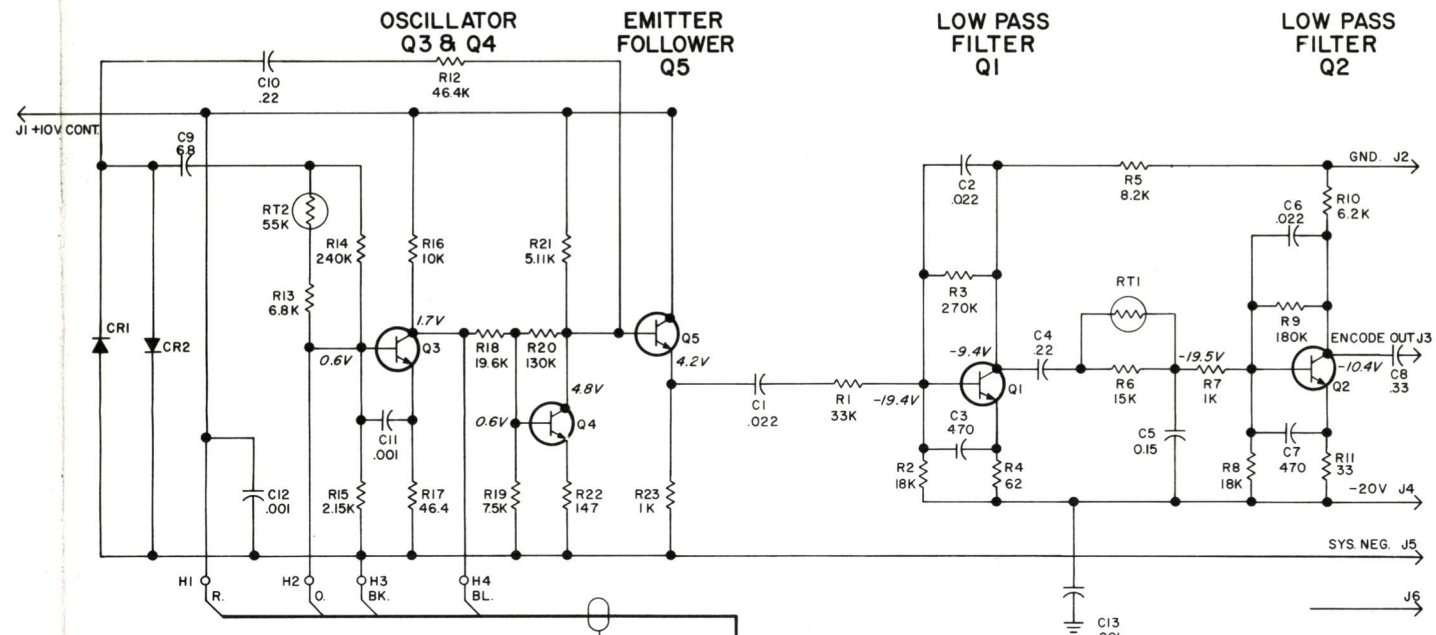 OSCILLATOR
Q3 & Q4
EMITTER
FOLLOWER
Q5
LOW PASS
FILTER
Q1
LOW PASS
FILTER
Q2
C10
.22
R12
46.4K
J1 +10V CONT.
C9
6.8
RT2
55K
R14
240K
R16
10K
R21
5.11K
R13
6.8K
CR1
CR2
0.6V
1.7V
Q3
R18
19.6K
R20
130K
Q5
4.2V
4.8V
0.6V
Q4
C11
.001
C12
.001
R15
2.15K
R17
46.4
R19
75K
R22
147
R23
1K
C1
.022
R1
33K
-19.4V
C2
.022
R5
8.2K
GND. J2
R3
270K
-9.4V
Q1
C3
470
R2
18K
R4
62
C4
.22
RT1
R6
15K
C5
0.15
-19.5V
R7
1K
C6
.022
R10
6.2K
R9
180K
ENCODE OUT J3
-10.4V
Q2
C8
.33
C7
470
R8
18K
R11
33
-20V J4
SYS. NEG. J5
J6
H1
R.
H2
O.
H3
BK.
H4
BL.
C13